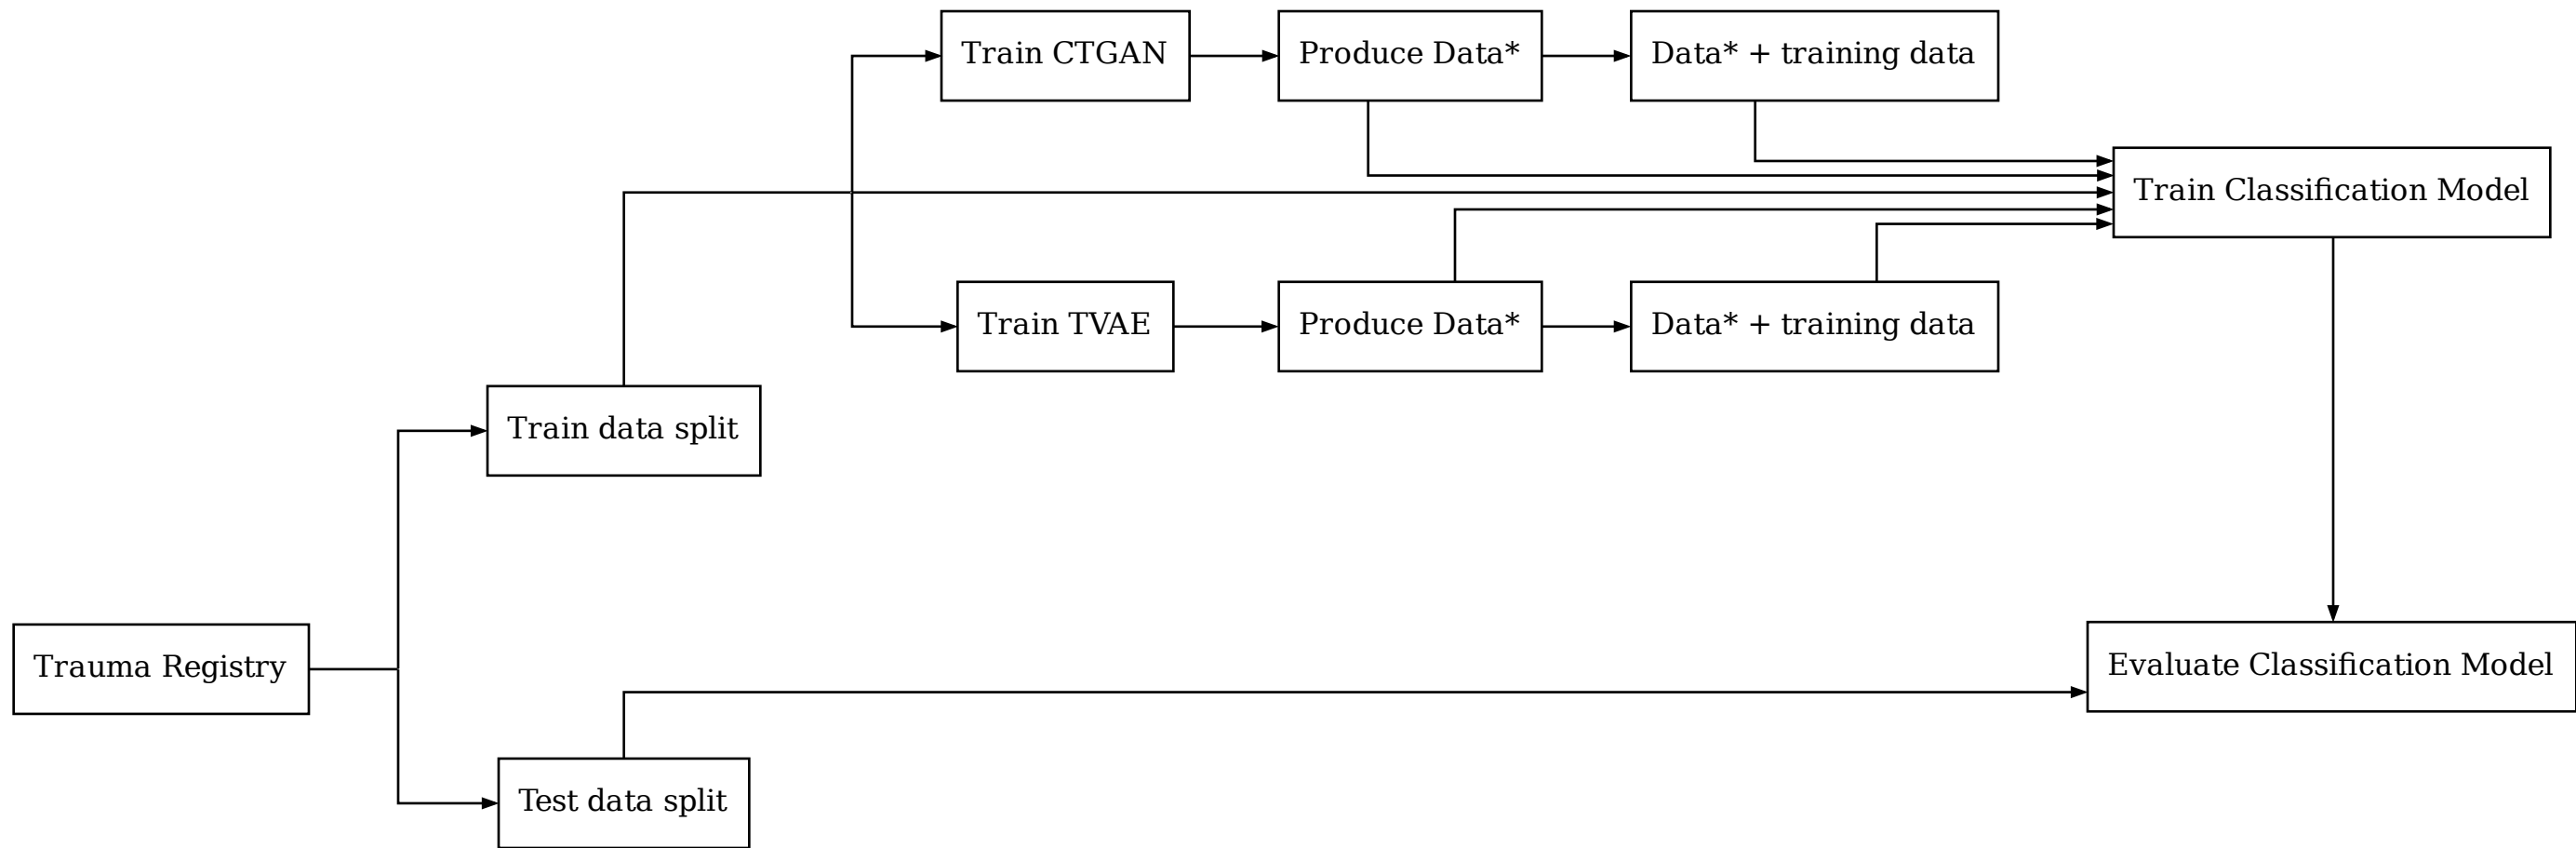 Train CTGAN
Produce Data*
Data* + training data
Train Classification Model
Train TVAE
Produce Data*
Data* + training data
Train data split
Trauma Registry
Evaluate Classification Model
Test data split